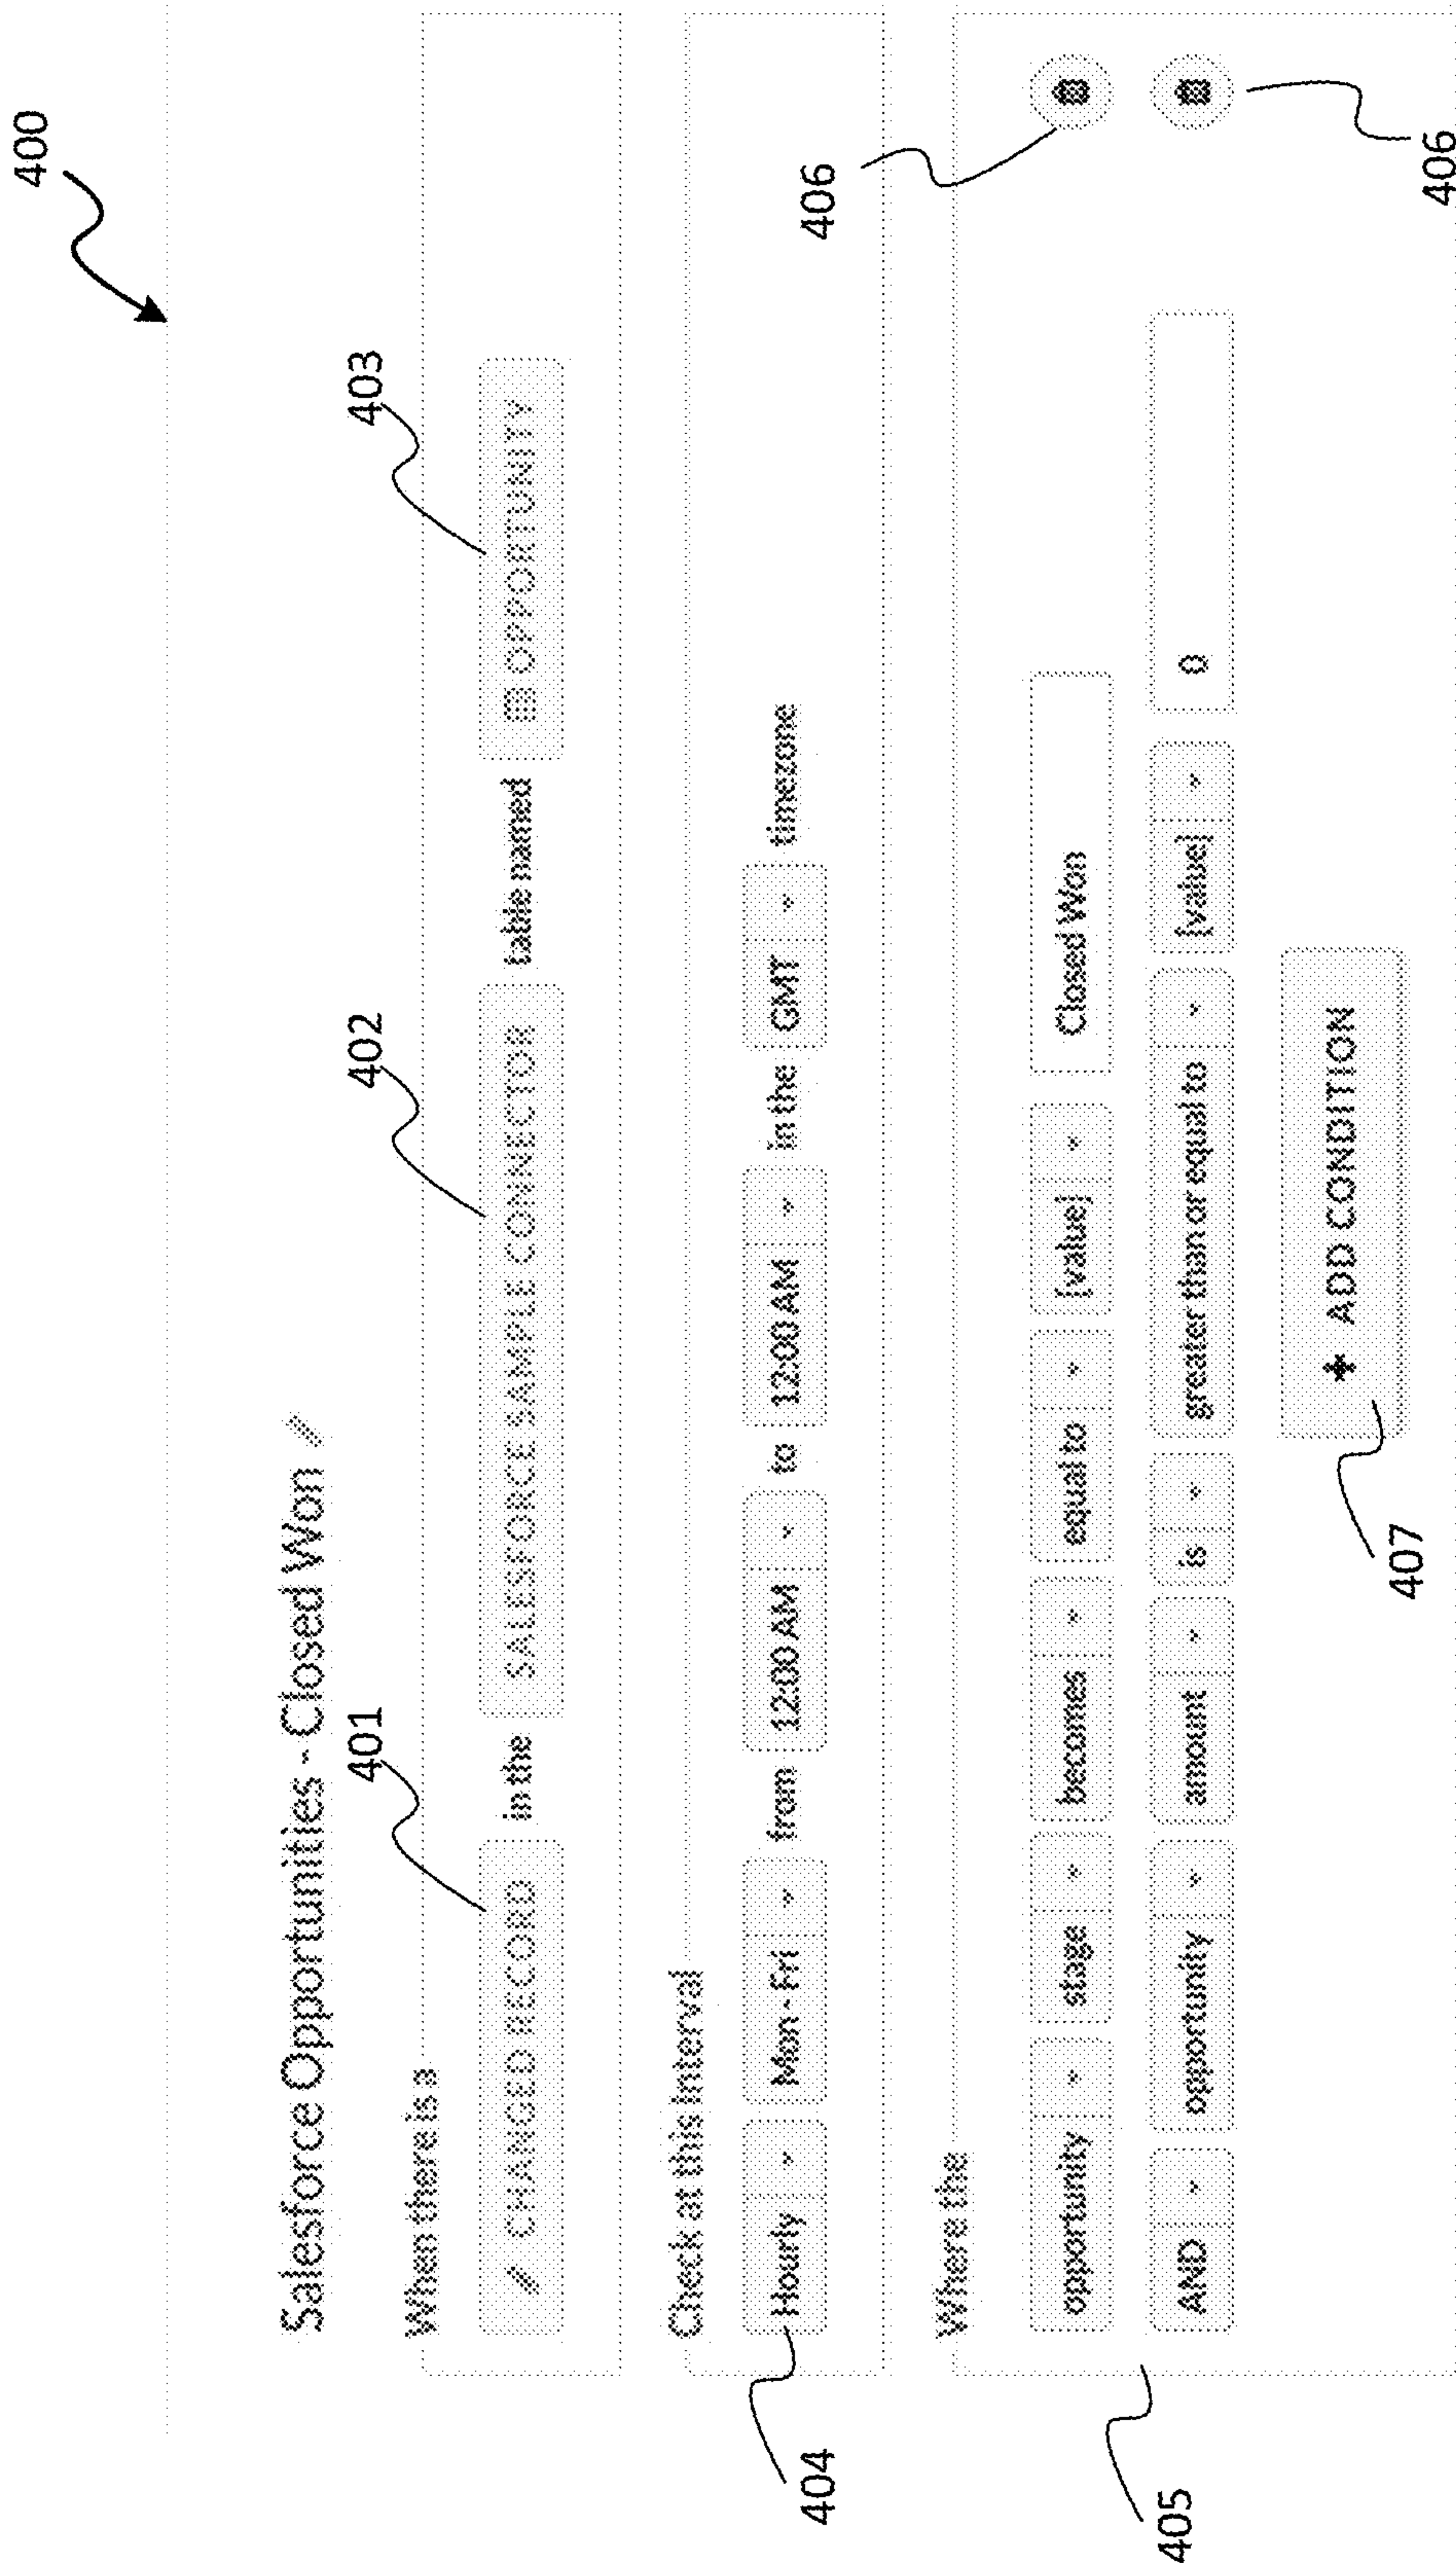 400
Salesforce Opportunities - Closed Won
401 402 403
When there is a
CHANGED RECORD in the SALESFORCE SAMPLE CONNECTOR table named OPPORTUNITY
Check at this interval
404 Hourly Mon - Fri from 12:00 AM to 12:00 AM in the GMT timezone
406
Where the
405
opportunity stage becomes equal to [value] Closed Won
AND opportunity amount is greater than or equal to [value] 0
+ ADD CONDITION
407
406